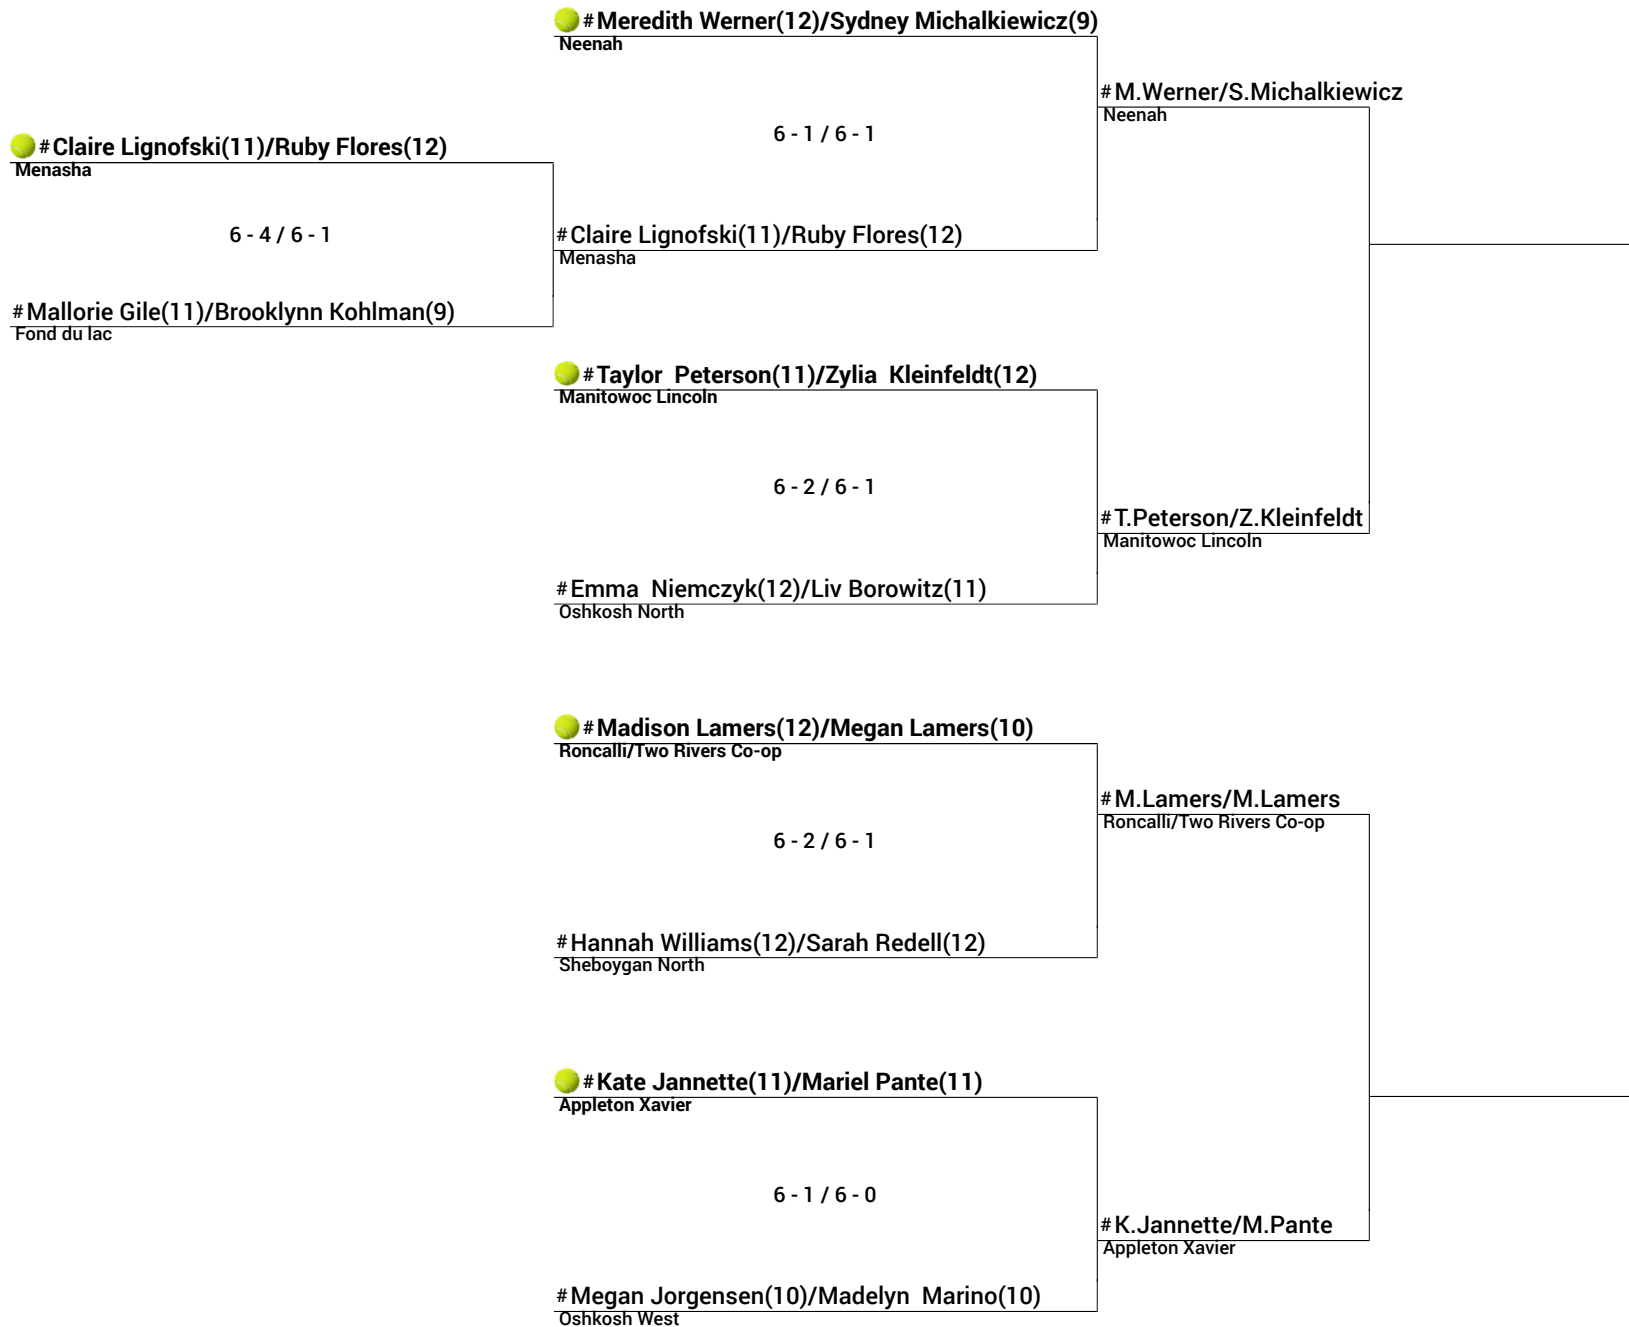 #Meredith Werner(12)/Sydney Michalkiewicz(9)
Neenah
#M.Werner/S.Michalkiewicz
Neenah
6 - 1 / 6 - 1
#Claire Lignofski(11)/Ruby Flores(12)
Menasha
6 - 4 / 6 - 1
#Claire Lignofski(11)/Ruby Flores(12)
Menasha
#Mallorie Gile(11)/Brooklynn Kohlman(9)
Fond du lac
#Taylor Peterson(11)/Zylia Kleinfeldt(12)
Manitowoc Lincoln
6 - 2 / 6 - 1
#T.Peterson/Z.Kleinfeldt
Manitowoc Lincoln
#Emma Niemczyk(12)/Liv Borowitz(11)
Oshkosh North
#Madison Lamers(12)/Megan Lamers(10)
Roncalli/Two Rivers Co-op
#M.Lamers/M.Lamers
Roncalli/Two Rivers Co-op
6 - 2 / 6 - 1
#Hannah Williams(12)/Sarah Redell(12)
Sheboygan North
#Kate Jannette(11)/Mariel Pante(11)
Appleton Xavier
6 - 1 / 6 - 0
#K.Jannette/M.Pante
Appleton Xavier
#Megan Jorgensen(10)/Madelyn Marino(10)
Oshkosh West